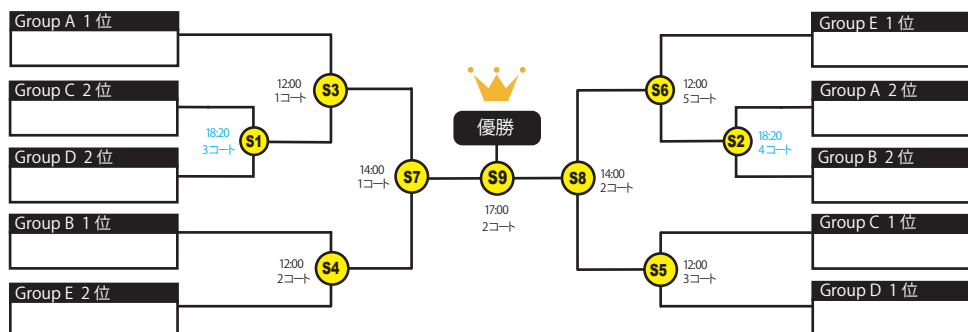 Group A 1 位
Group C 2 位
Group D 2 位
Group B 1 位
Group E 2 位
18:20
3コート
S1
12:00
1コート
S3
12:00
2コート
S4
14:00
1コート
S7
優勝
S9
17:00
2コート
S8
14:00
2コート
S6
12:00
5コート
S2
18:20
4コート
S5
12:00
3コート
Group E 1 位
Group A 2 位
Group B 2 位
Group C 1 位
Group D 1 位